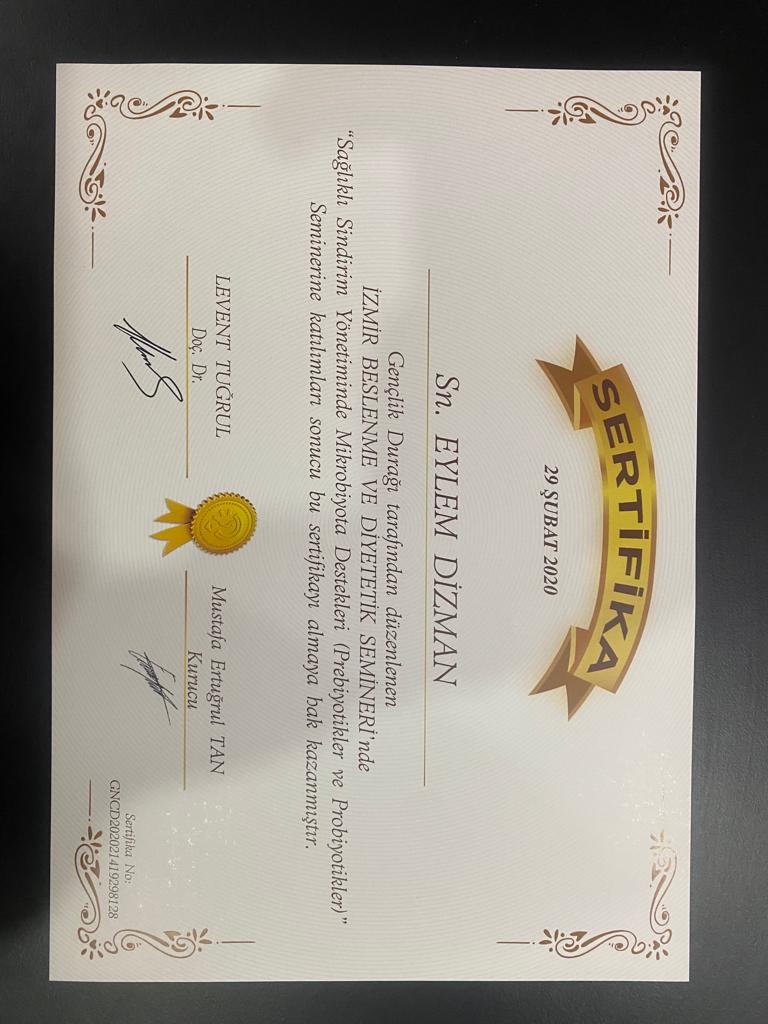 SERTİFİKA
29 ŞUBAT 2020
Sn. EYLEM DİZMAN
Gençlik Durağı tarafından düzenlenen
İZMİR BESLENME VE DİYETETİK SEMİNERİ'nde
“Sağlıklı Sindirim Yönetiminde Mikrobiyota Destekleri (Prebiyotikler ve Probiyotikler)”
Seminerine katılımları sonucu bu sertifikayı almaya hak kazanmıştır.
LEVENT TUĞRUL
Doç. Dr.
Mustafa Ertuğrul TAN
Kurucu
Sertifika No:
GNCD202021419298128